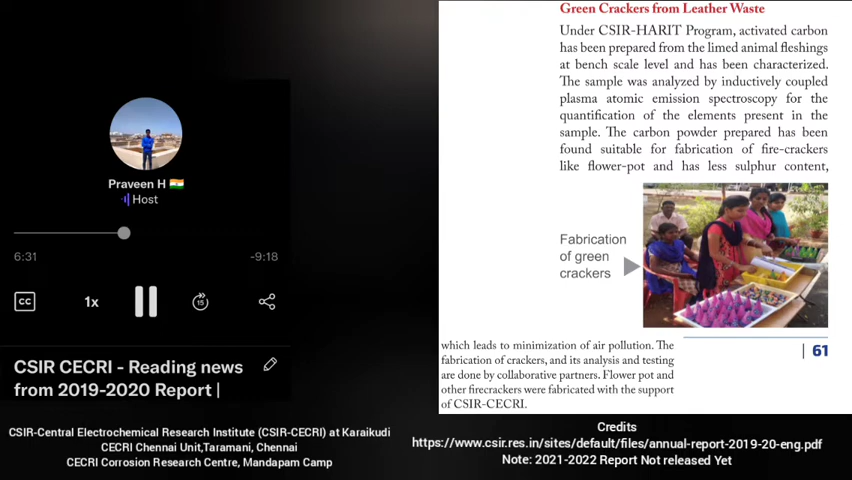 Praveen H 🇮🇳
Host
6:31
-9:18
CC
1x
15
CSIR CECRI - Reading news
from 2019-2020 Report |
CSIR-Central Electrochemical Research Institute (CSIR-CECRI) at Karaikudi
CECRI Chennai Unit,Taramani, Chennai
CECRI Corrosion Research Centre, Mandapam Camp
Green Crackers from Leather Waste
Under CSIR-HARIT Program, activated carbon
has been prepared from the limed animal fleshings
at bench scale level and has been characterized.
The sample was analyzed by inductively coupled
plasma atomic emission spectroscopy for the
quantification of the elements present in the
sample. The carbon powder prepared has been
found suitable for fabrication of fire-crackers
like flower-pot and has less sulphur content,
Fabrication
of green
crackers
which leads to minimization of air pollution. The
fabrication of crackers, and its analysis and testing
are done by collaborative partners. Flower pot and
other firecrackers were fabricated with the support
of CSIR-CECRI.
| 61
Credits
https://www.csir.res.in/sites/default/files/annual-report-2019-20-eng.pdf
Note: 2021-2022 Report Not released Yet